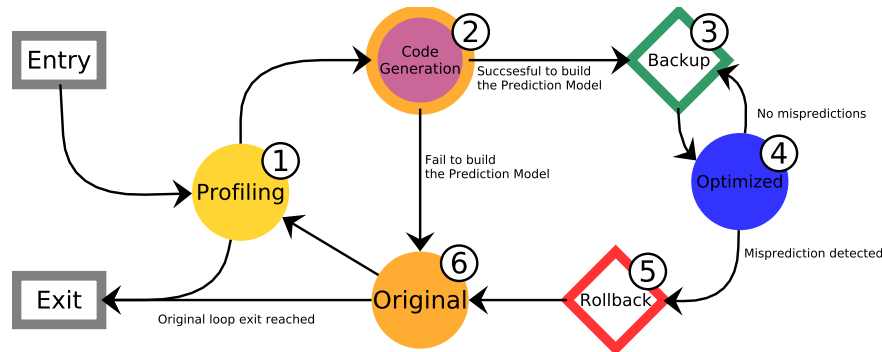 Entry
1
Profiling
2
Code
Generation
Succsesful to build
the Prediction Model
3
Backup
No mispredictions
4
Optimized
Fail to build
the Prediction Model
Misprediction detected
5
Rollback
6
Original
Exit
Original loop exit reached